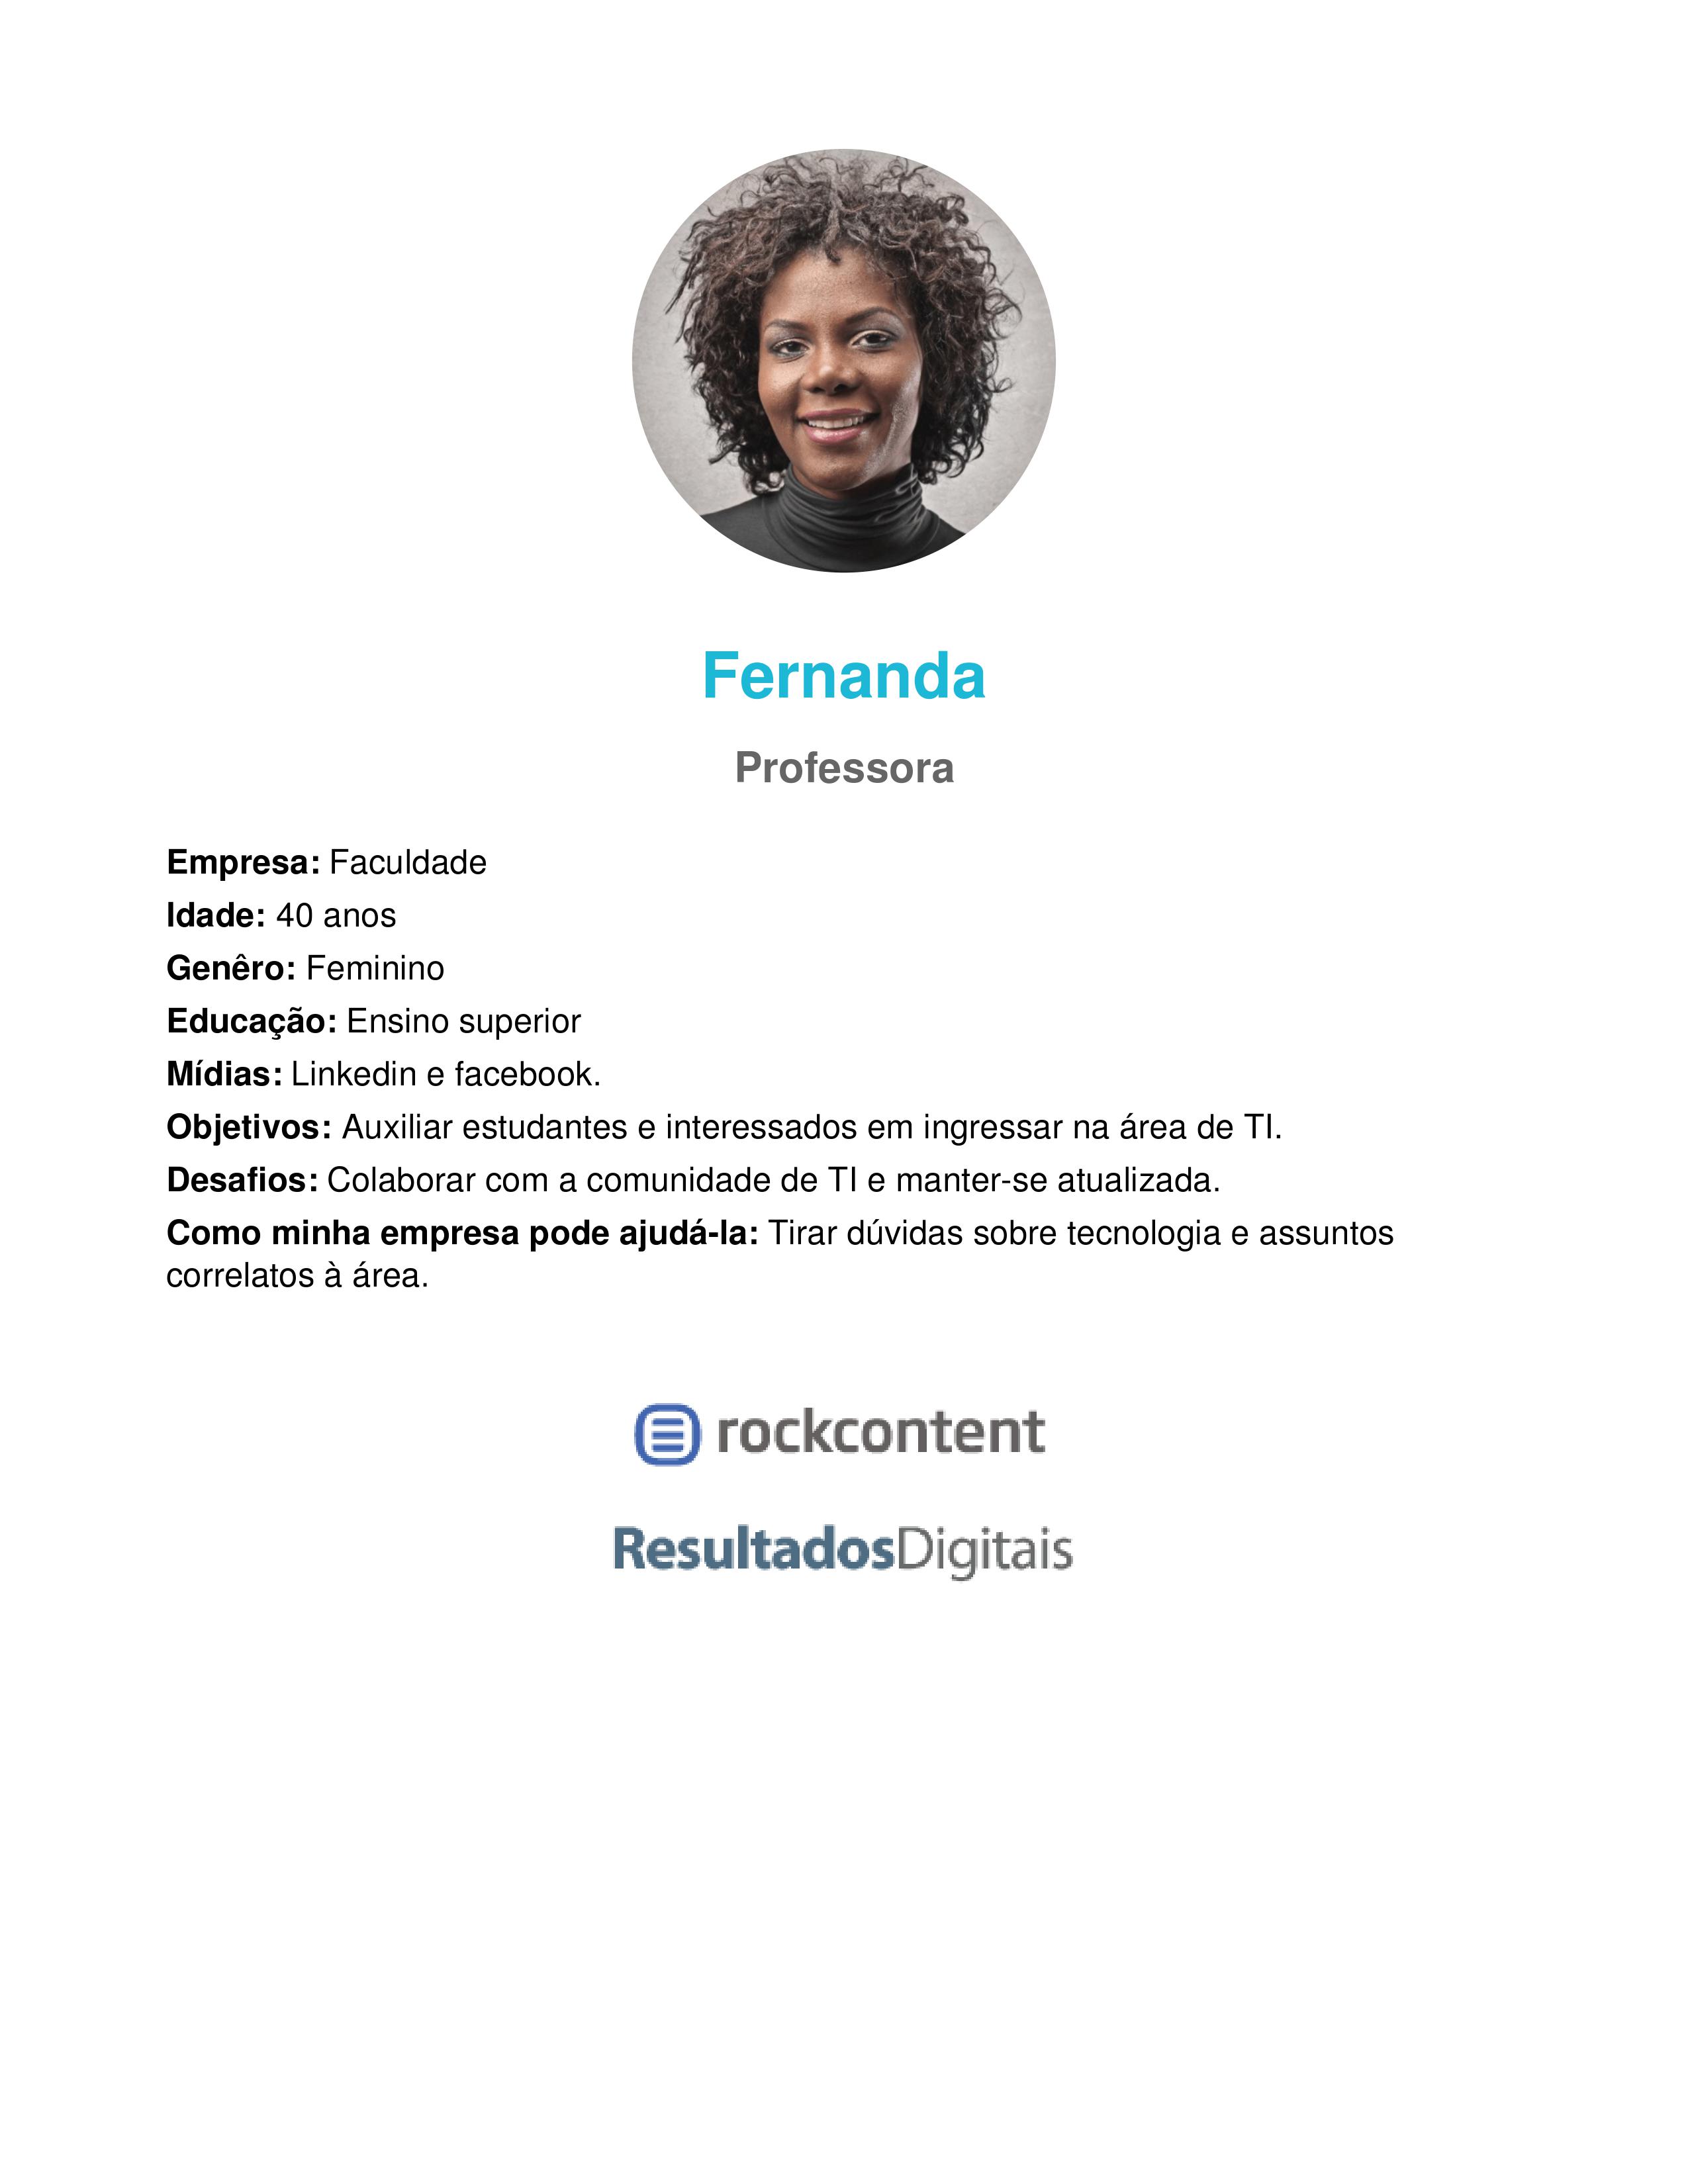 Fernanda
Professora
Empresa: Faculdade
Idade: 40 anos
Genêro: Feminino
Educação: Ensino superior
Mídias: Linkedin e facebook.
Objetivos: Auxiliar estudantes e interessados em ingressar na área de TI.
Desafios: Colaborar com a comunidade de TI e manter-se atualizada.
Como minha empresa pode ajudá-la: Tirar dúvidas sobre tecnologia e assuntos
correlatos à área.
rockcontent
ResultadosDigitais